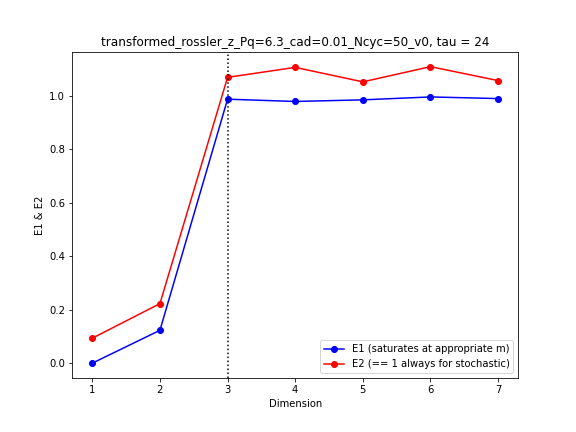 transformed_rossler_z_Pq=6.3_cad=0.01_Ncyc=50_v0, tau = 24
E1 & E2
1.0
0.8
0.6
0.4
0.2
0.0
E1 (saturates at appropriate m)
E2 (== 1 always for stochastic)
1 2 3 4 5 6 7
Dimension